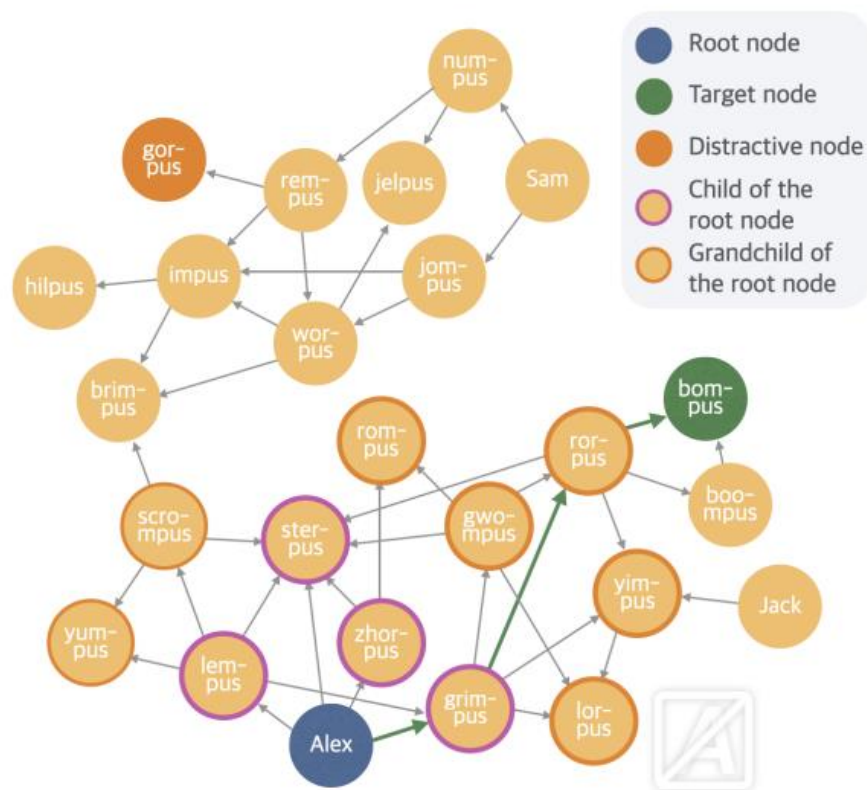 num-
pus
Root node
Target node
Distractive node
Child of the
root node
Grandchild of
the root node
gor-
pus
rem-
pus
jelpus
Sam
hilpus
impus
jom-
pus
wor-
pus
brim-
pus
bom-
pus
rom-
pus
ror-
pus
boo-
mpus
scro-
mpus
ster-
pus
gwo-
mpus
yim-
pus
Jack
yum-
pus
lem-
pus
zhor-
pus
grim-
pus
lor-
pus
Alex
A